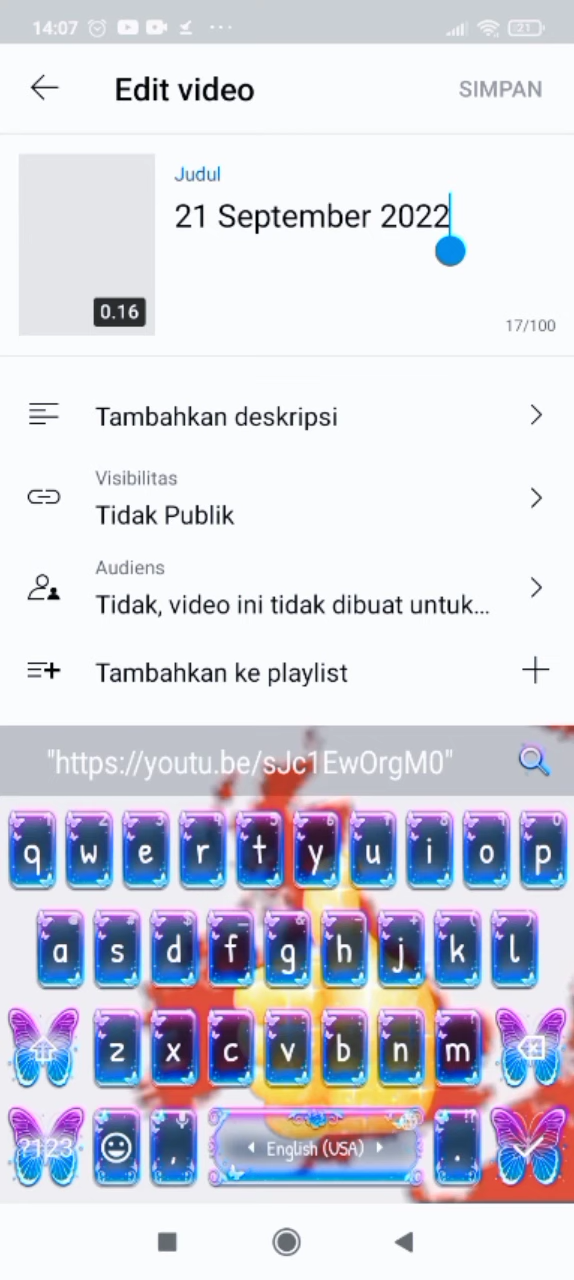 14:07
21
Edit video
SIMPAN
Judul
21 September 2022
0.16
17/100
Tambahkan deskripsi
Visibilitas
Tidak Publik
Audiens
Tidak, video ini tidak dibuat untuk...
Tambahkan ke playlist
"https://youtu.be/sJc1EwOrgM0"
q w e r t y u i o p
a s d f g h j k l
z x c v b n m
?123 , English (USA) .